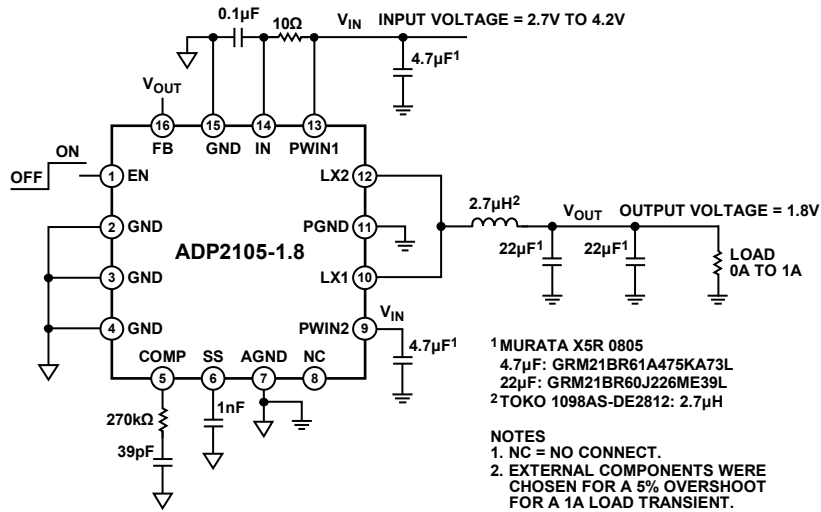 0.1µF
10Ω
VIN
INPUT VOLTAGE = 2.7V TO 4.2V
4.7µF1
VOUT
16
15
14
13
FB
GND
IN
PWIN1
ON
OFF
1
EN
LX2
12
2
GND
PGND
11
ADP2105-1.8
3
GND
LX1
10
4
GND
PWIN2
9
VIN
4.7µF1
2.7µH2
VOUT
OUTPUT VOLTAGE = 1.8V
22µF1
22µF1
LOAD
0A TO 1A
COMP
SS
AGND
NC
5
6
7
8
270kΩ
1nF
39pF
1 MURATA X5R 0805
4.7µF: GRM21BR61A475KA73L
22µF: GRM21BR60J226ME39L
2 TOKO 1098AS-DE2812: 2.7µH
NOTES
1. NC = NO CONNECT.
2. EXTERNAL COMPONENTS WERE
CHOSEN FOR A 5% OVERSHOOT
FOR A 1A LOAD TRANSIENT.